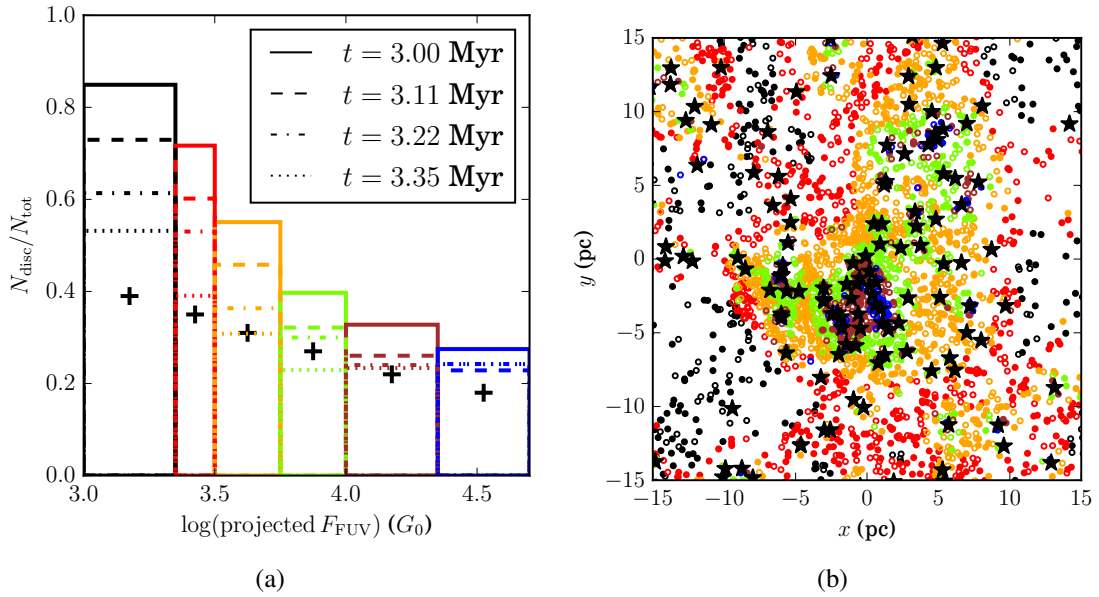 1.0
0.8
0.6
0.4
0.2
0.0
N_disc/N_tot
3.0 3.5 4.0 4.5
log(projected F_FUV) (G_0)
t = 3.00 Myr
t = 3.11 Myr
t = 3.22 Myr
t = 3.35 Myr
(a)
15
10
5
0
−5
−10
−15
y (pc)
−15 −10 −5 0 5 10 15
x (pc)
(b)